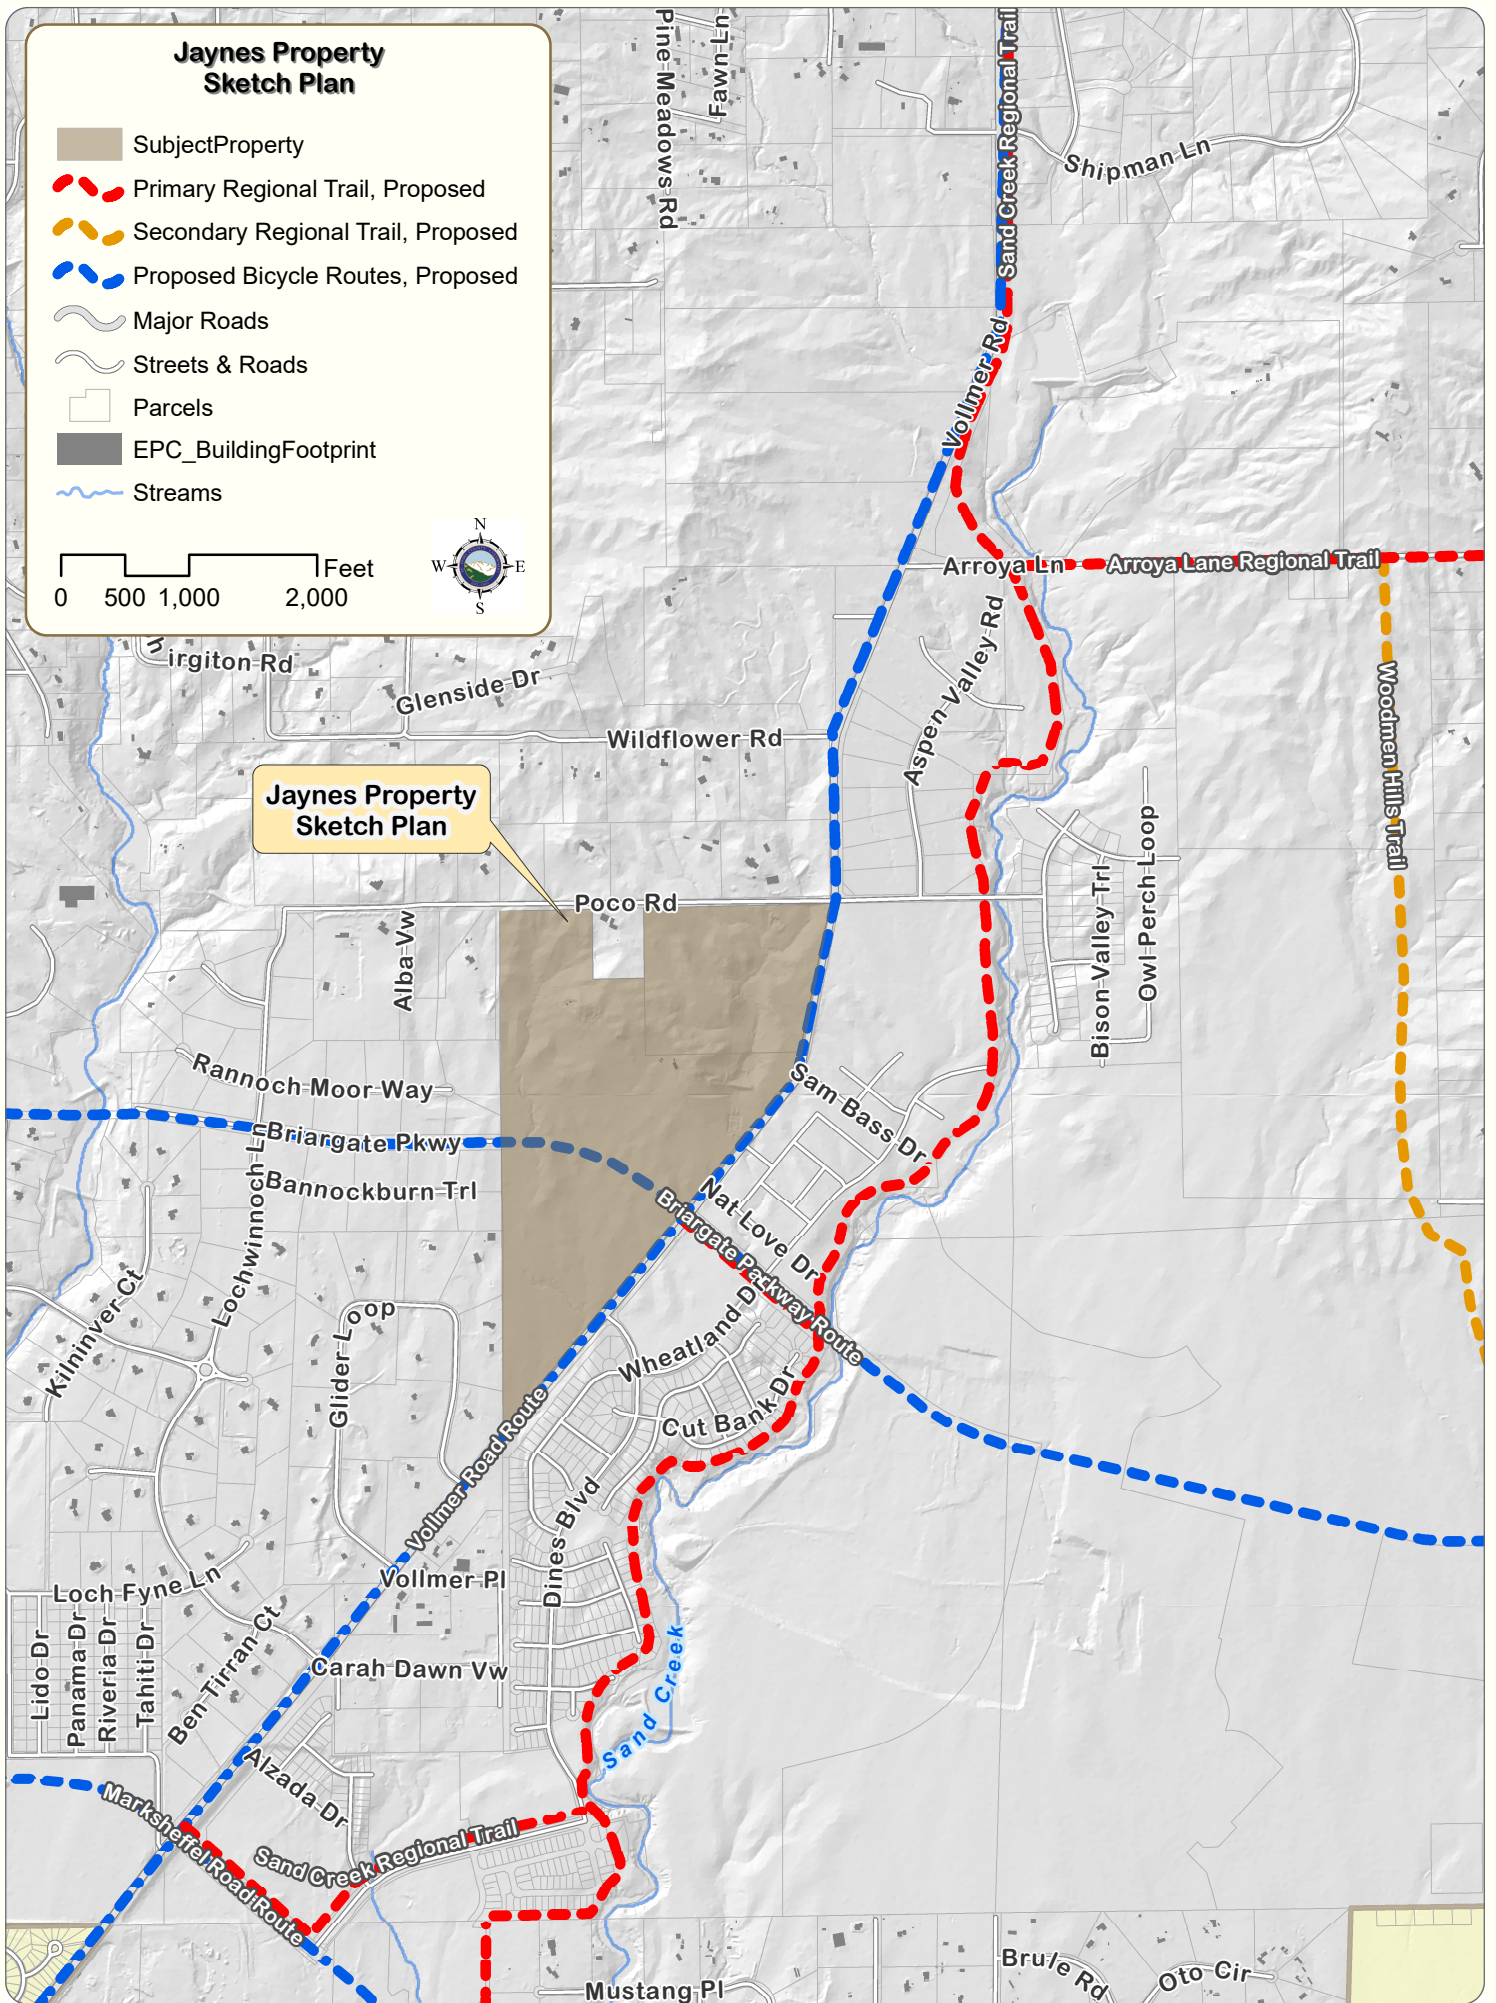 Jaynes Property
Sketch Plan
SubjectProperty
Primary Regional Trail, Proposed
Secondary Regional Trail, Proposed
Proposed Bicycle Routes, Proposed
Major Roads
Streets & Roads
Parcels
EPC_BuildingFootprint
Streams
Feet
0 500 1,000 2,000
N
W E
S
Pine Meadows Rd
Fawn Ln
Sand Creek Regional Trail
Shipman Ln
Vollmer Rd
Arroya Ln
Arroya Lane Regional Trail
h irgiton Rd
Glenside Dr
Wildflower Rd
Aspen Valley Rd
Woodmen Hills Trail
Jaynes Property
Sketch Plan
Poco Rd
Alba Vw
Bison Valley Trl
Owl Perch Loop
Rannoch Moor Way
Sam Bass Dr
Briargate Pkwy
Bannockburn Trl
Lochwinnoch Ln
Nat Love Dr
Briargate Parkway Route
Kilninver Ct
Glider Loop
Wheatland D
Cut Bank Dr
Vollmer Road Route
Dines Blvd
Vollmer Pl
Loch Fyne Ln
Lido Dr
Panama Dr
Riveria Dr
Tahiti Dr
Ben Tirran Ct
Carah Dawn Vw
Sand Creek
Alzada Dr
Marksheffel Road Route
Sand Creek Regional Trail
Mustang Pl
Brule Rd
Oto Cir